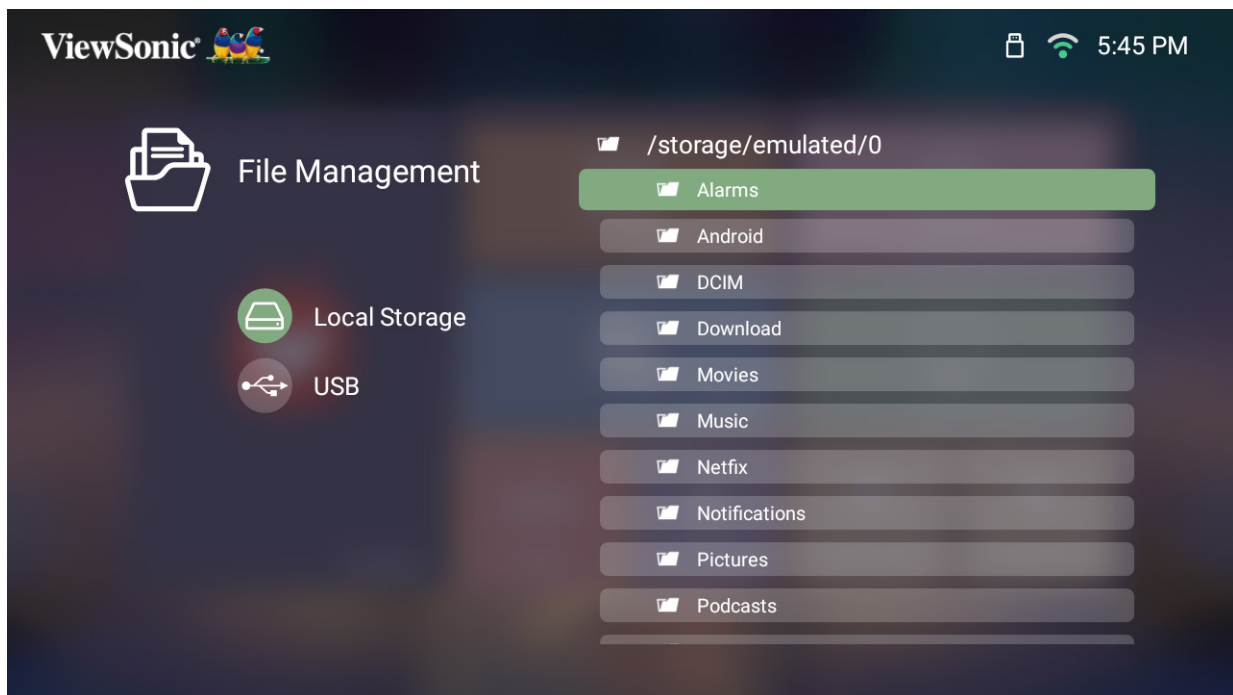 ViewSonic®
5:45 PM
File Management
Local Storage
USB
/storage/emulated/0
Alarms
Android
DCIM
Download
Movies
Music
Netfix
Notifications
Pictures
Podcasts